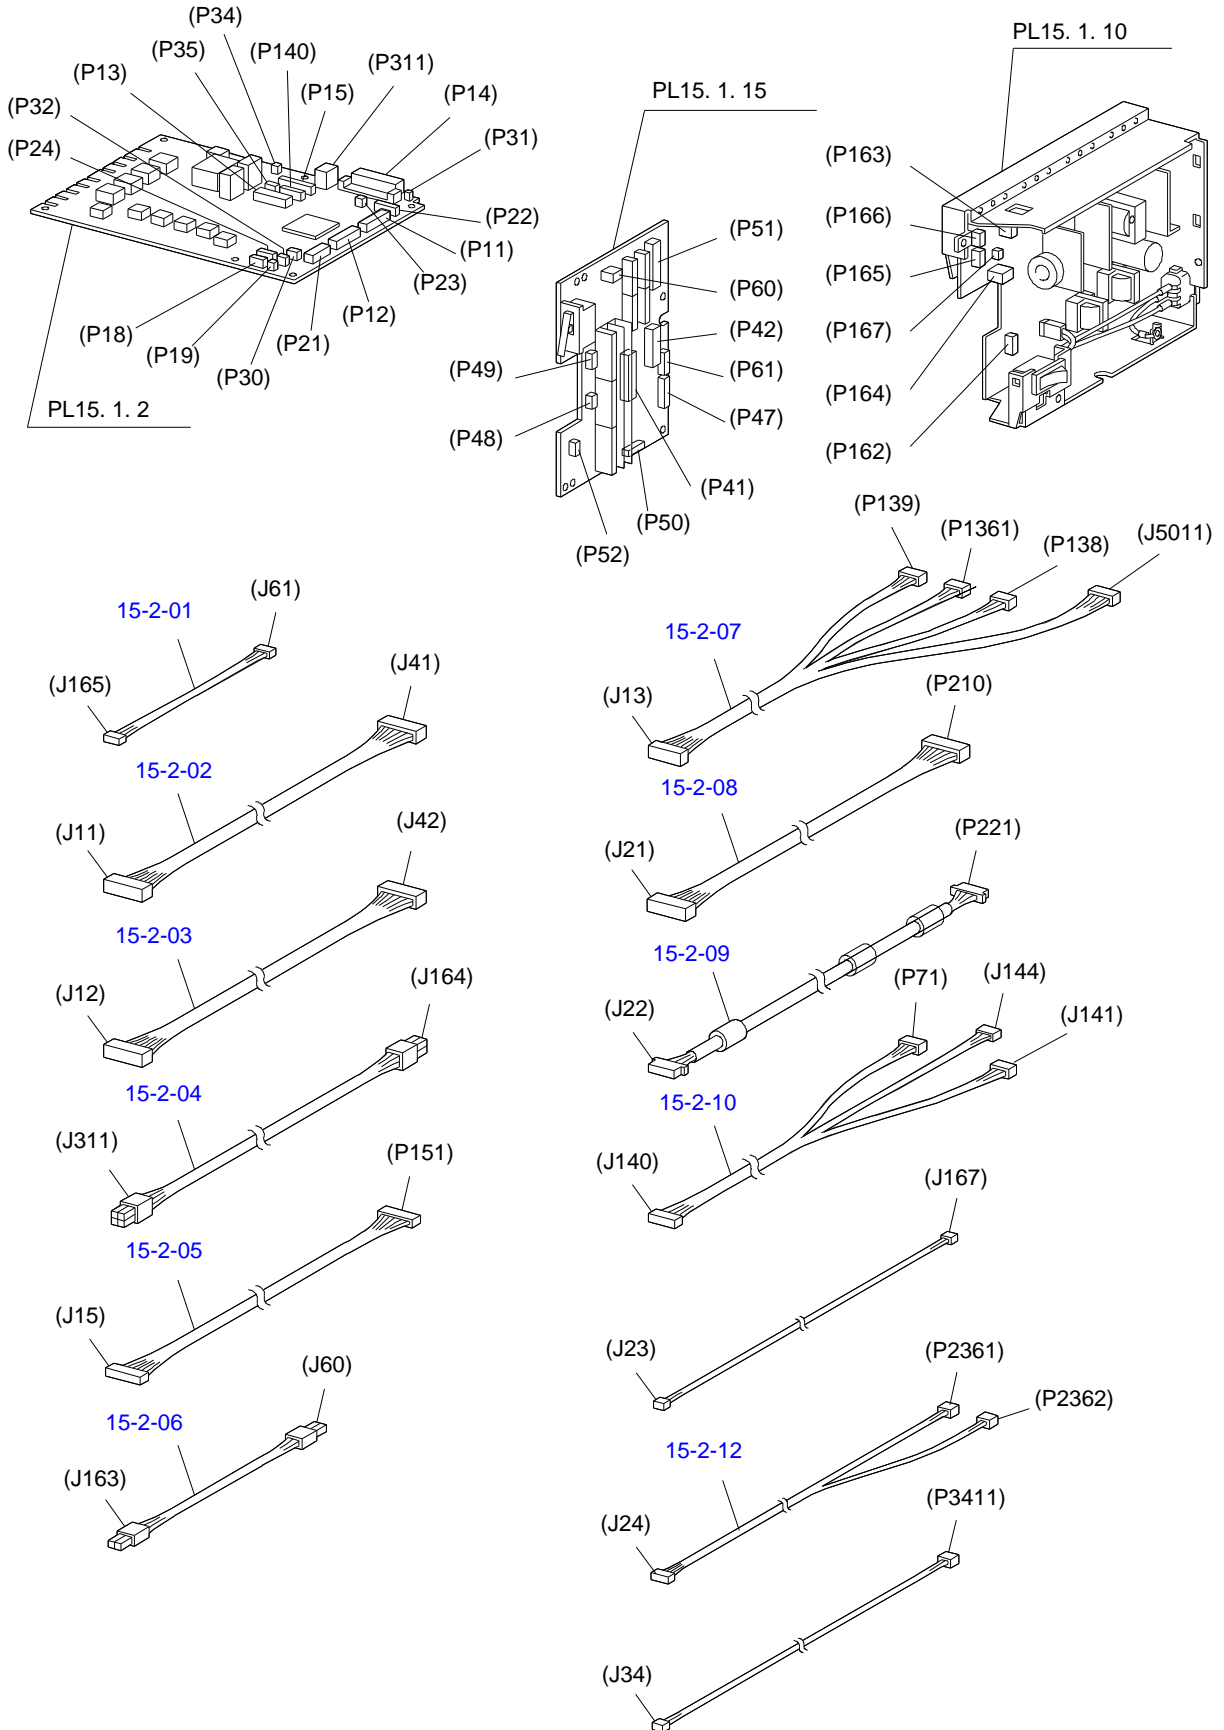 (P34)
(P35)
(P140)
(P13)
(P311)
(P32)
(P15)
(P14)
(P24)
(P31)
(P22)
(P11)
(P23)
(P12)
(P18)
(P21)
(P19)
(P30)
PL15. 1. 2
PL15. 1. 15
(P51)
(P60)
(P42)
(P49)
(P61)
(P47)
(P48)
(P41)
(P50)
(P52)
PL15. 1. 10
(P163)
(P166)
(P165)
(P167)
(P164)
(P162)
(J61)
15-2-01
(J165)
(J41)
15-2-02
(J11)
(J42)
15-2-03
(J12)
(J164)
15-2-04
(J311)
(P151)
15-2-05
(J15)
(J60)
15-2-06
(J163)
(P139)
(P1361)
(P138)
(J5011)
15-2-07
(J13)
(P210)
15-2-08
(J21)
(P221)
15-2-09
(J22)
(P71)
(J144)
(J141)
15-2-10
(J140)
(J167)
(J23)
(P2361)
(P2362)
15-2-12
(J24)
(P3411)
(J34)